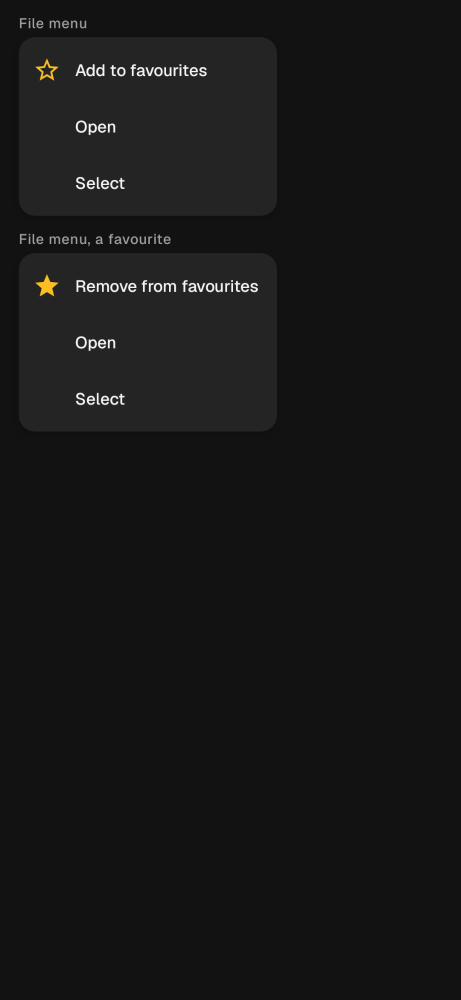 File menu
Add to favourites
Open
Select
File menu, a favourite
Remove from favourites
Open
Select